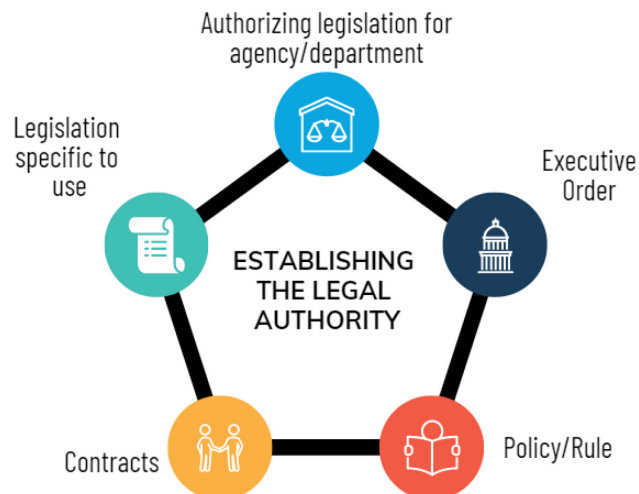 Authorizing legislation for
agency/department
Legislation
specific to
use
Executive
Order
ESTABLISHING
THE LEGAL
AUTHORITY
Contracts
Policy/Rule